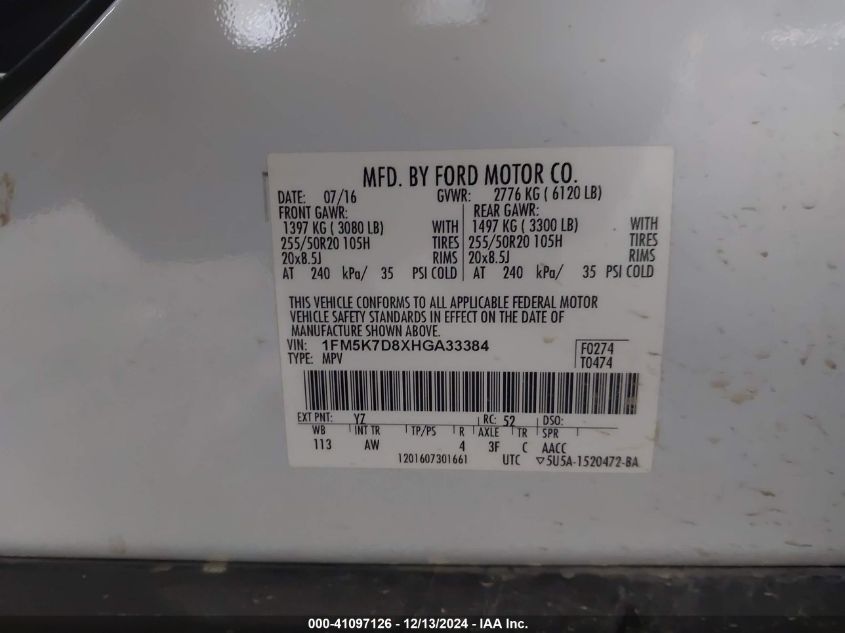 MFD. BY FORD MOTOR CO.
DATE: 07/16 GVWR: 2776 KG ( 6120 LB)
FRONT GAWR: REAR GAWR:
1397 KG ( 3080 LB) WITH 1497 KG ( 3300 LB) WITH
255/50R20 105H TIRES 255/50R20 105H TIRES
20x8.5J RIMS 20x8.5J RIMS
AT 240 kPa/ 35 PSI COLD AT 240 kPa/ 35 PSI COLD
THIS VEHICLE CONFORMS TO ALL APPLICABLE FEDERAL MOTOR
VEHICLE SAFETY STANDARDS IN EFFECT ON THE DATE OF
MANUFACTURE SHOWN ABOVE.
VIN: 1FM5K7D8XHGA33384 F0274
TYPE: MPV T0474
EXT PNT: YZ RC: 52 DSO:
WB INT TR TP/PS R AXLE TR SPR
113 AW 4 3F C AACC
1201607301661 UTC ▽5U5A-1520472-BA
000-41097126 - 12/13/2024 - IAA Inc.